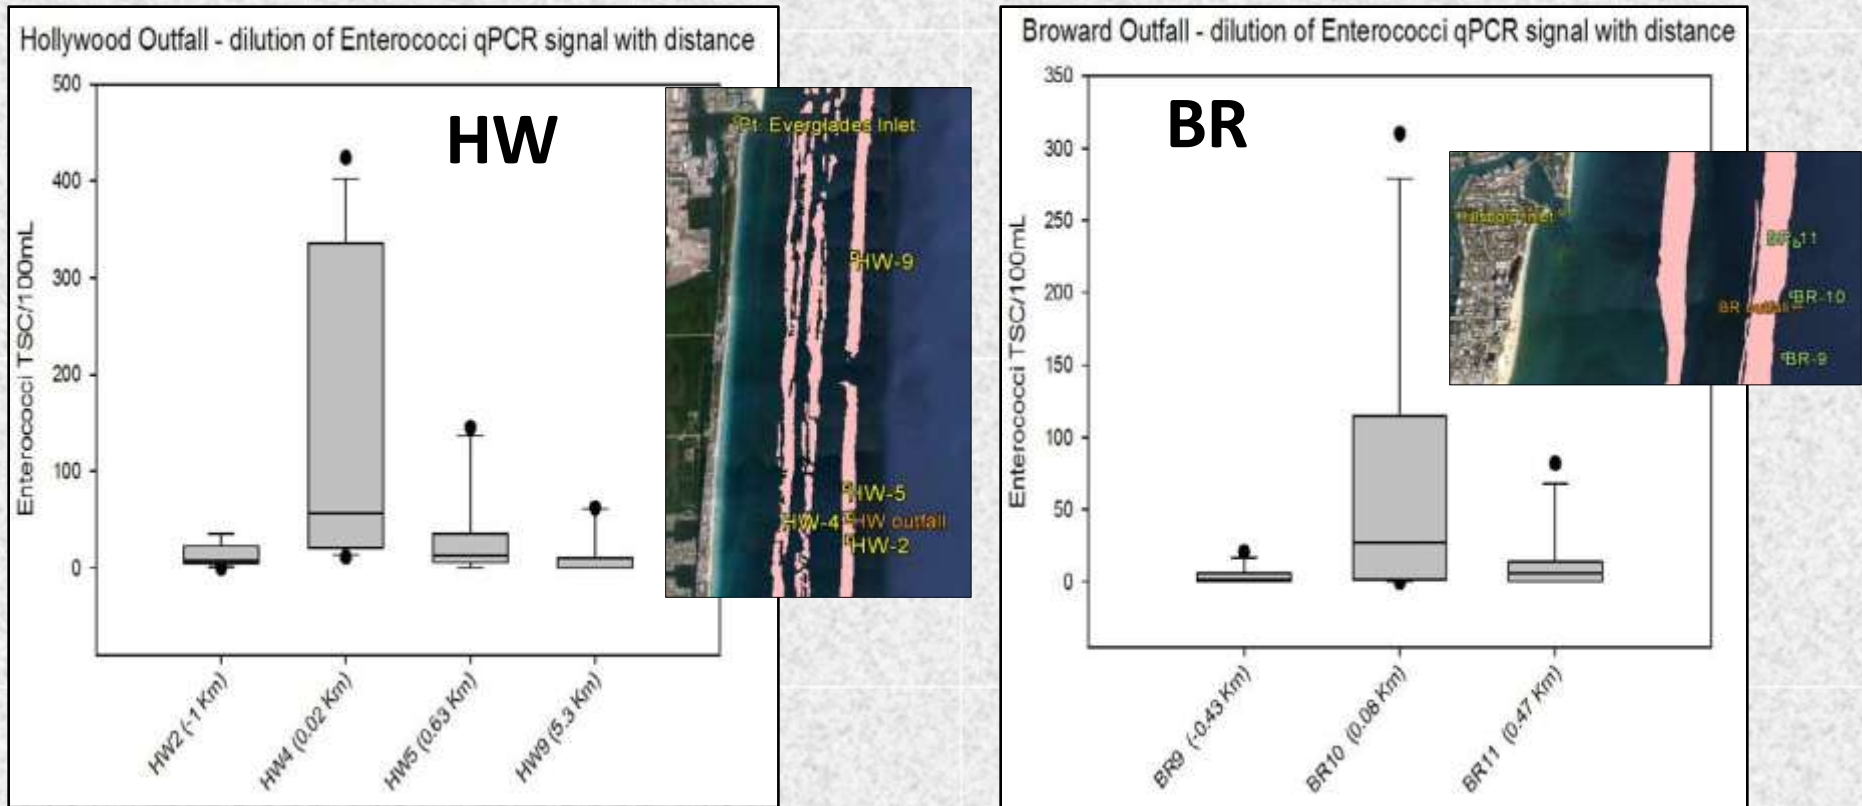 Hollywood Outfall - dilution of Enterococci qPCR signal with distance
HW
Enterococci TSC/100mL
500
400
300
200
100
0
HW2 (-1 Km)
HW4 (0.02 Km)
HW5 (0.63 Km)
HW9 (5.3 Km)
Pt. Everglades Inlet
HW-9
HW-5
HW-4
HW outfall
HW-2
Broward Outfall - dilution of Enterococci qPCR signal with distance
BR
Enterococci TSC/100mL
350
300
250
200
150
100
50
0
BR9 (-0.43 Km)
BR10 (0.08 Km)
BR11 (0.47 Km)
Inlet
BR-11
BR-10
BR outfall
BR-9